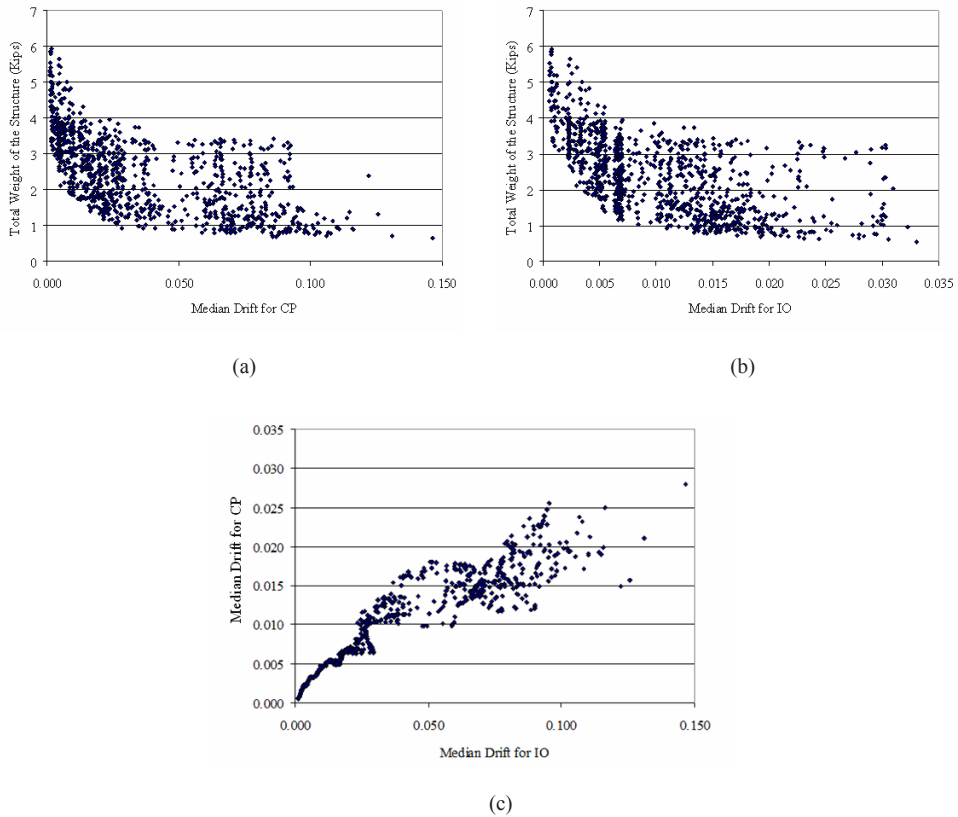 7
6
5
4
3
2
1
0
Total Weight of the Structure (Kips)
0.000 0.050 0.100 0.150
Median Drift for CP
(a)
7
6
5
4
3
2
1
0
Total Weight of the Structure (Kips)
0.000 0.005 0.010 0.015 0.020 0.025 0.030 0.035
Median Drift for IO
(b)
0.035
0.030
0.025
0.020
0.015
0.010
0.005
0.000
Median Drift for CP
0.000 0.050 0.100 0.150
Median Drift for IO
(c)